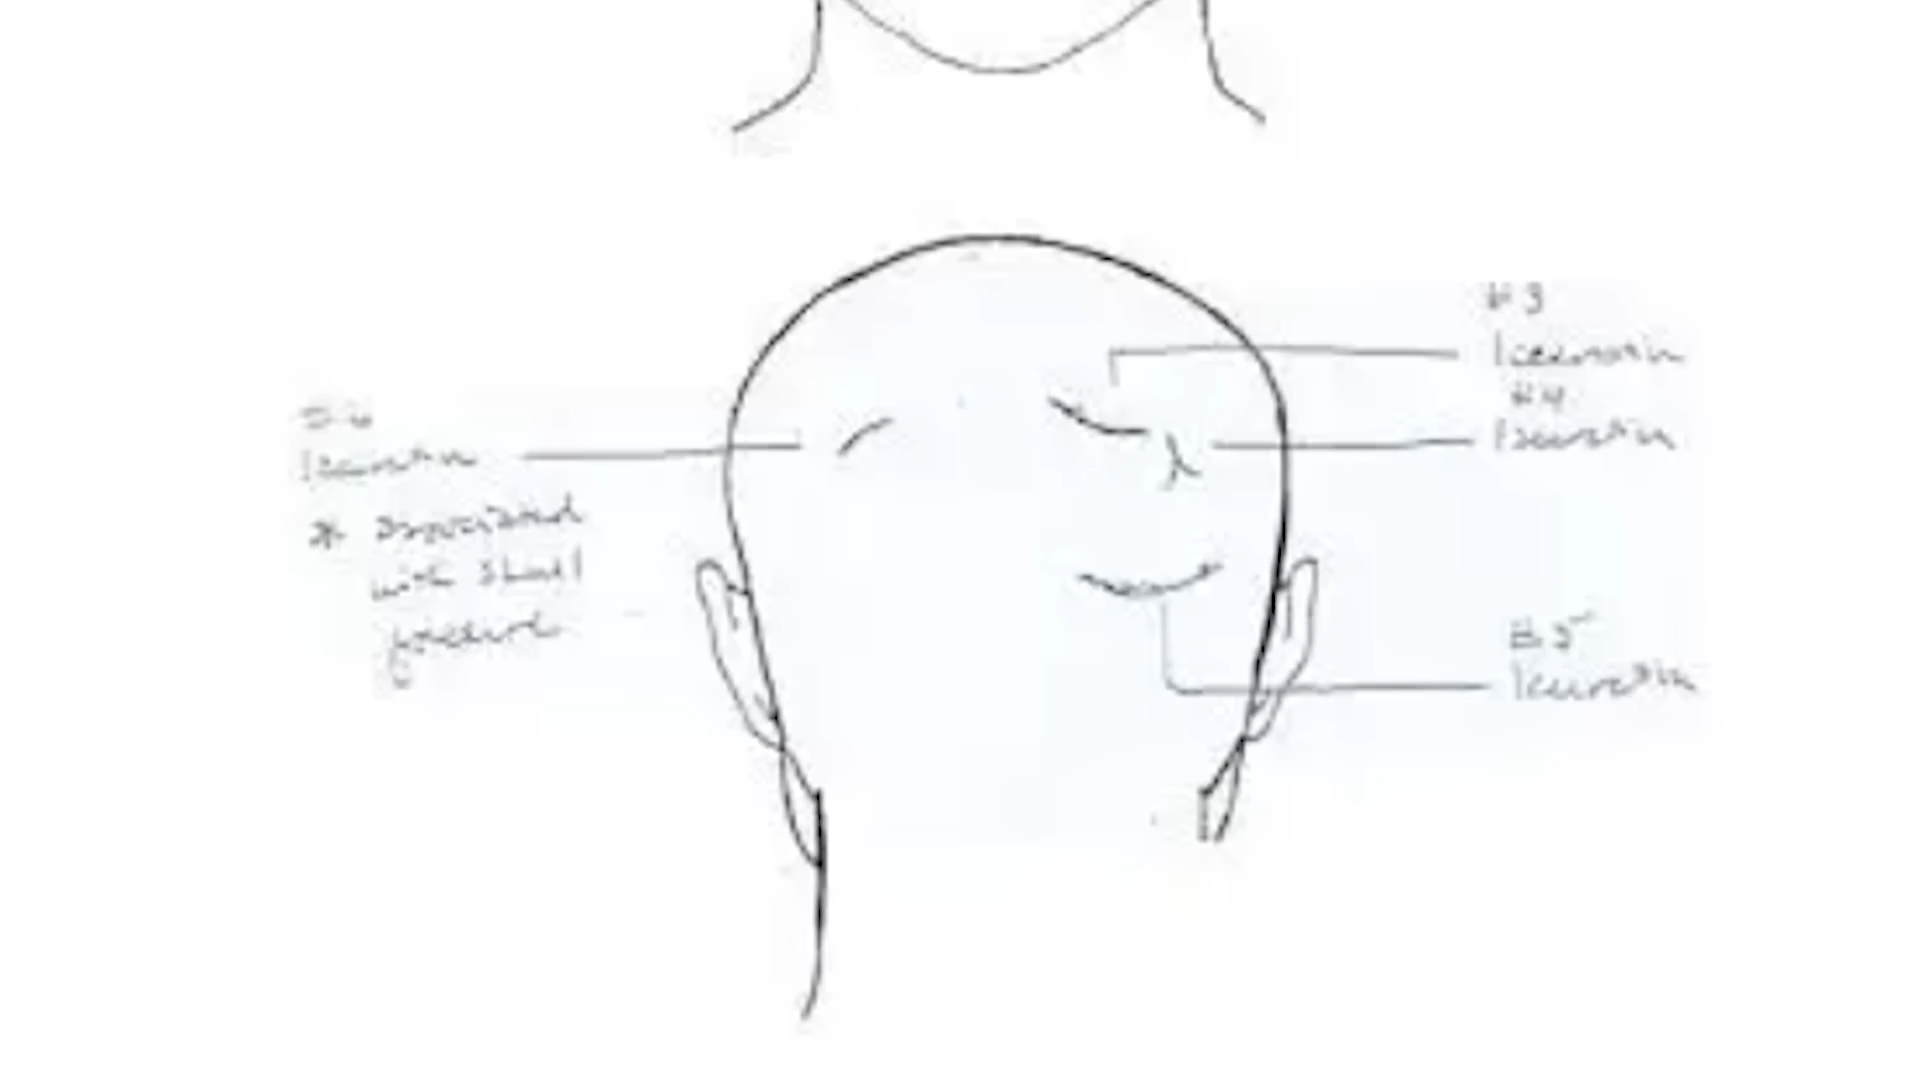 #3
Laceration
#4
Laceration
Laceration
* associated
with skull
fracture
#5
Laceration